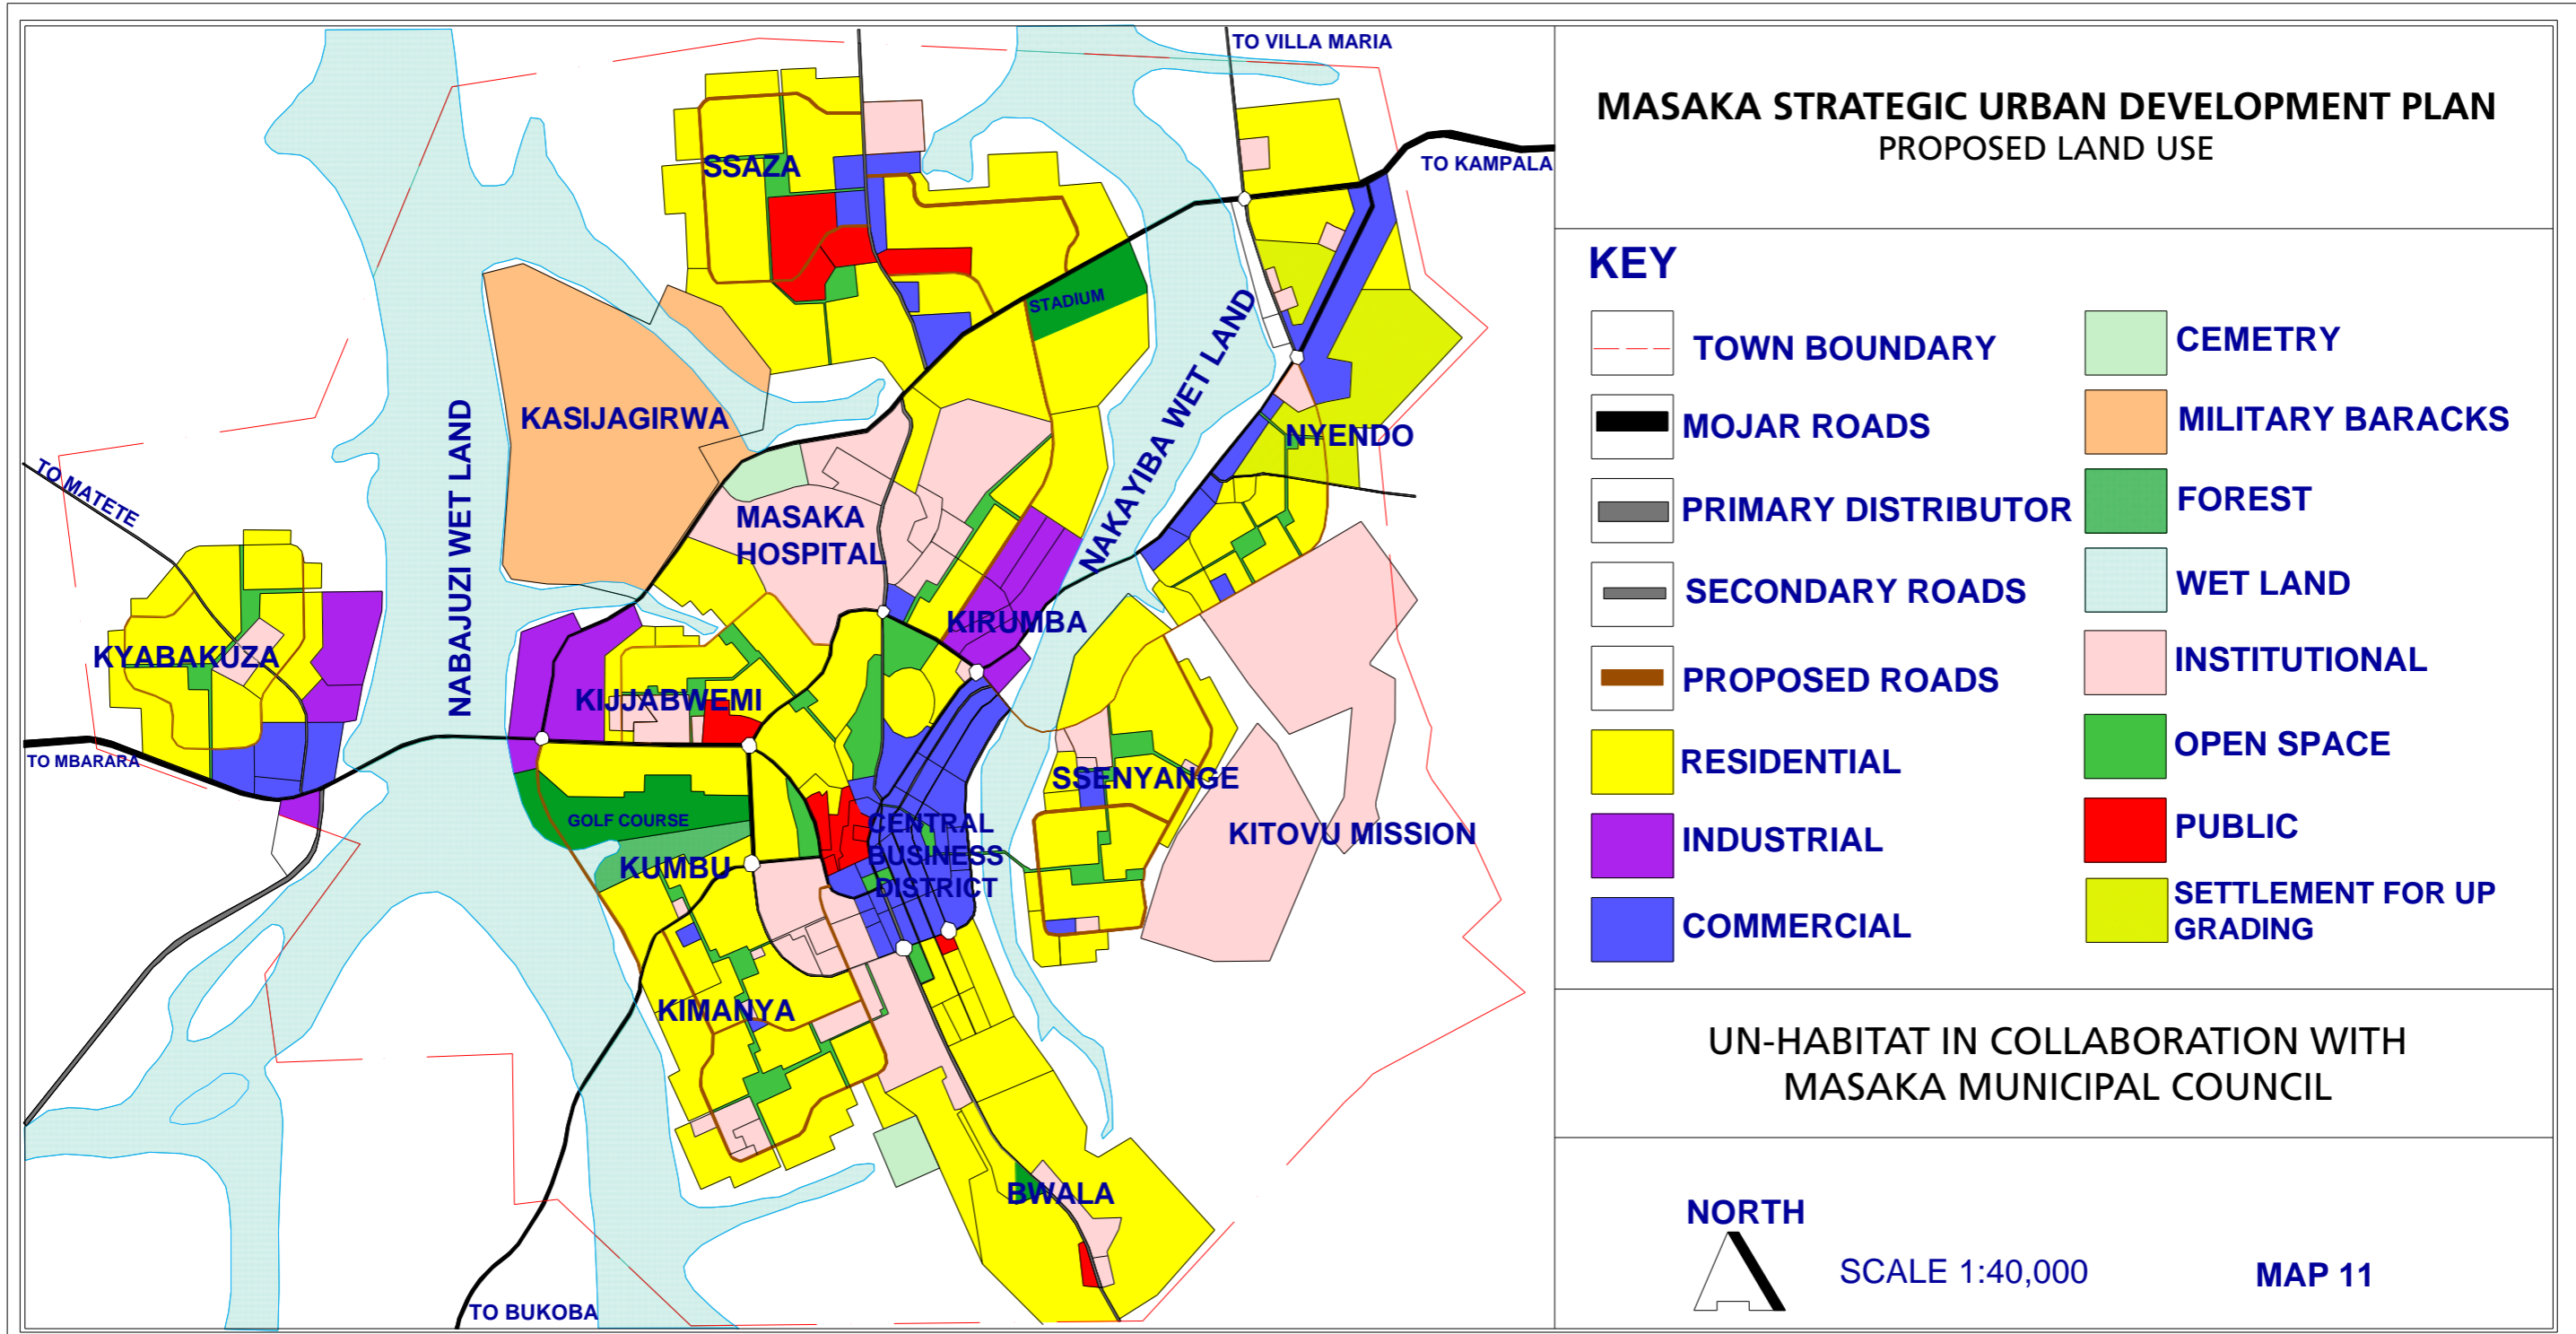 TO VILLA MARIA
TO KAMPALA
SSAZA
STADIUM
KASIJAGIRWA
NABAJUZI WET LAND
NAKAYIBA WET LAND
NYENDO
TO MATETE
MASAKA
HOSPITAL
KIRUMBA
KYABAKUZA
KIJJABWEMI
TO MBARARA
SSENYANGE
GOLF COURSE
CENTRAL
BUSINESS
DISTRICT
KITOVU MISSION
KUMBU
KIMANYA
BWALA
TO BUKOBA
MASAKA STRATEGIC URBAN DEVELOPMENT PLAN
PROPOSED LAND USE
KEY
TOWN BOUNDARY
MOJAR ROADS
PRIMARY DISTRIBUTOR
SECONDARY ROADS
PROPOSED ROADS
RESIDENTIAL
INDUSTRIAL
COMMERCIAL
CEMETRY
MILITARY BARACKS
FOREST
WET LAND
INSTITUTIONAL
OPEN SPACE
PUBLIC
SETTLEMENT FOR UP
GRADING
UN-HABITAT IN COLLABORATION WITH
MASAKA MUNICIPAL COUNCIL
NORTH
SCALE 1:40,000
MAP 11